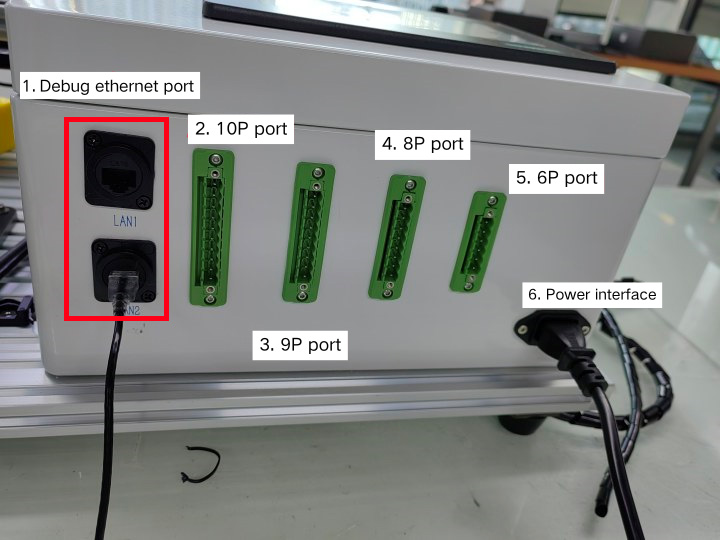 1. Debug ethernet port
2. 10P port
4. 8P port
5. 6P port
LAN1
6. Power interface
LAN2
3. 9P port